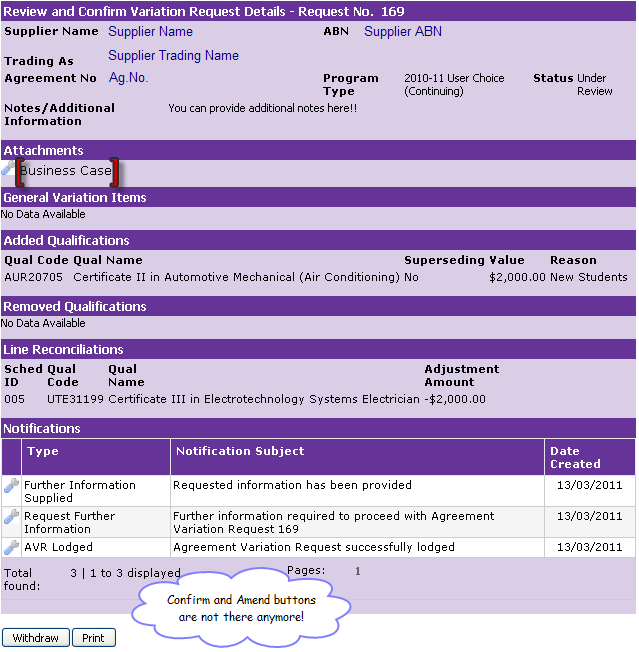 Review and Confirm Variation Request Details - Request No. 169
Supplier Name Supplier Name ABN Supplier ABN
Trading As Supplier Trading Name
Agreement No Ag.No. Program Type 2010-11 User Choice (Continuing) Status Under Review
Notes/Additional Information You can provide additional notes here!!
Attachments
Business Case
General Variation Items
No Data Available
Added Qualifications
Qual Code Qual Name Superseding Value Reason
AUR20705 Certificate II in Automotive Mechanical (Air Conditioning) No $2,000.00 New Students
Removed Qualifications
No Data Available
Line Reconciliations
Sched ID Qual Code Qual Name Adjustment Amount
005 UTE31199 Certificate III in Electrotechnology Systems Electrician -$2,000.00
Notifications
Type Notification Subject Date Created
Further Information Supplied Requested information has been provided 13/03/2011
Request Further Information Further information required to proceed with Agreement Variation Request 169 13/03/2011
AVR Lodged Agreement Variation Request successfully lodged 13/03/2011
Total found: 3 | 1 to 3 displayed Pages: 1
Confirm and Amend buttons
are not there anymore!
Withdraw Print